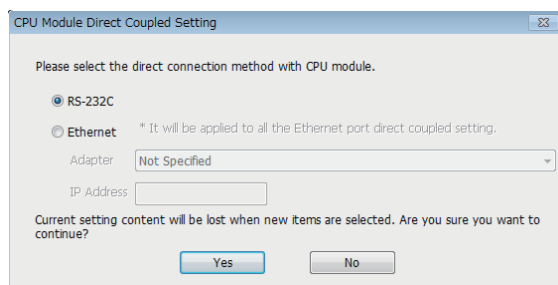 CPU Module Direct Coupled Setting
Please select the direct connection method with CPU module.
RS-232C
Ethernet * It will be applied to all the Ethernet port direct coupled setting.
Adapter Not Specified
IP Address
Current setting content will be lost when new items are selected. Are you sure you want to
continue?
Yes No